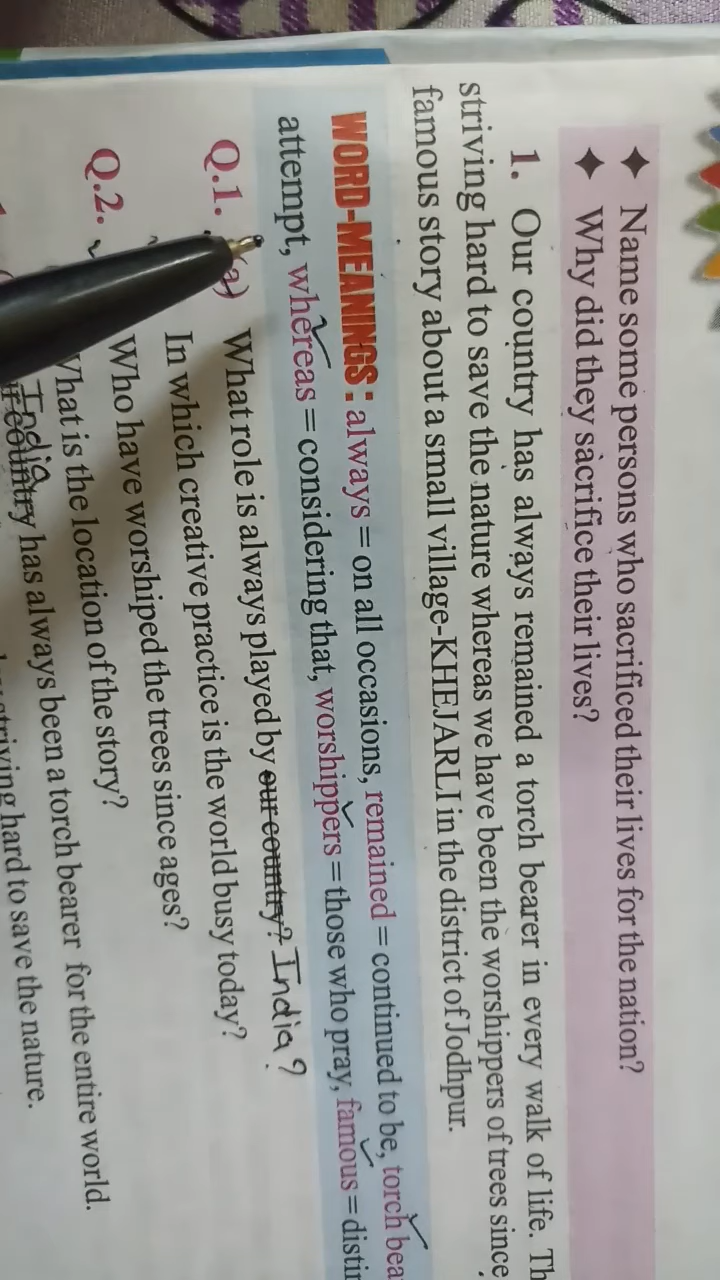 ✦ Name some persons who sacrificed their lives for the nation?
✦ Why did they sacrifice their lives?
1. Our country has always remained a torch bearer in every walk of life.
striving hard to save the nature whereas we have been the worshippers of trees since
famous story about a small village-KHEJARLI in the district of Jodhpur.
WORD-MEANINGS : always = on all occasions, remained = continued to be, torch
attempt, whereas = considering that, worshippers = those who pray, famous =
Q.1. (a) What role is always played by our country? India ?
In which creative practice is the world busy today?
Who have worshiped the trees since ages?
Q.2. What is the location of the story?
India
country has always been a torch bearer for the entire world.
striving hard to save the nature.